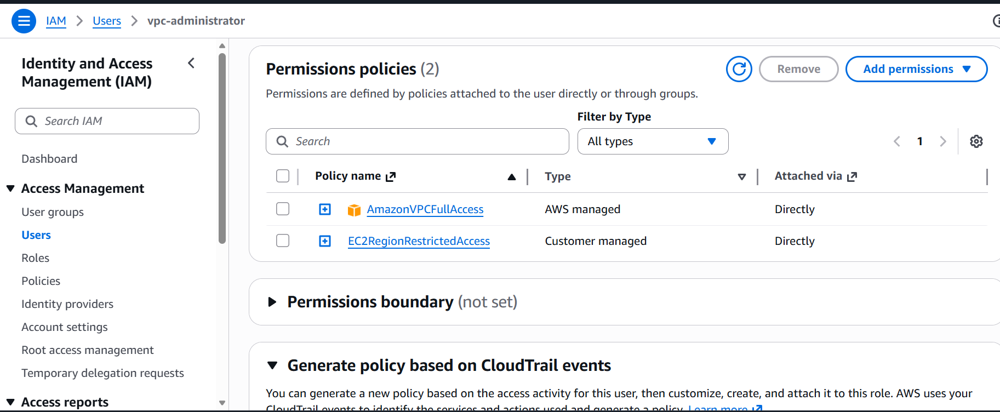 IAM > Users > vpc-administrator
Identity and Access
Management (IAM)
Search IAM
Dashboard
Access Management
User groups
Users
Roles
Policies
Identity providers
Account settings
Root access management
Temporary delegation requests
Access reports
Permissions policies (2)
Remove
Add permissions
Permissions are defined by policies attached to the user directly or through groups.
Filter by Type
Search
All types
1
Policy name
Type
Attached via
AmazonVPCFullAccess
AWS managed
Directly
EC2RegionRestrictedAccess
Customer managed
Directly
Permissions boundary (not set)
Generate policy based on CloudTrail events
You can generate a new policy based on the access activity for this user, then customize, create, and attach it to this role. AWS uses your
CloudTrail events to identify the services and actions used and generate a policy. Learn more